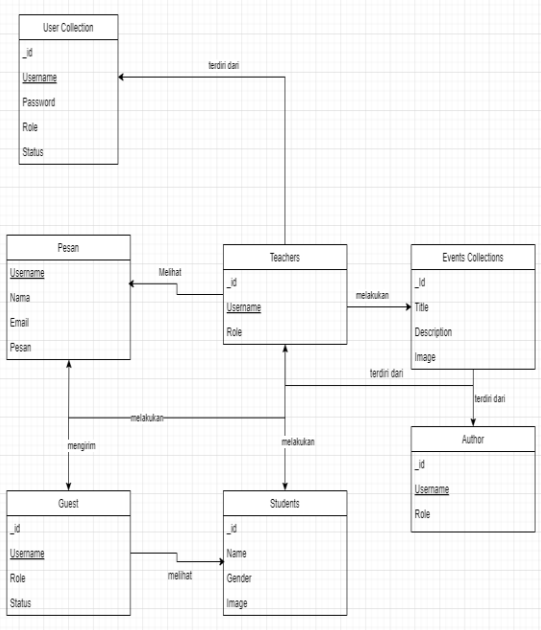 User Collection
_id
Username
Password
Role
Status
terdiri dari
Pesan
Username
Nama
Email
Pesan
Melihat
Teachers
_id
Username
Role
melakukan
Events Collections
_Id
Title
Description
Image
terdiri dari
terdiri dari
melakukan
mengirim
melakukan
Author
_id
Username
Role
Guest
_id
Username
Role
Status
melihat
Students
_id
Name
Gender
Image